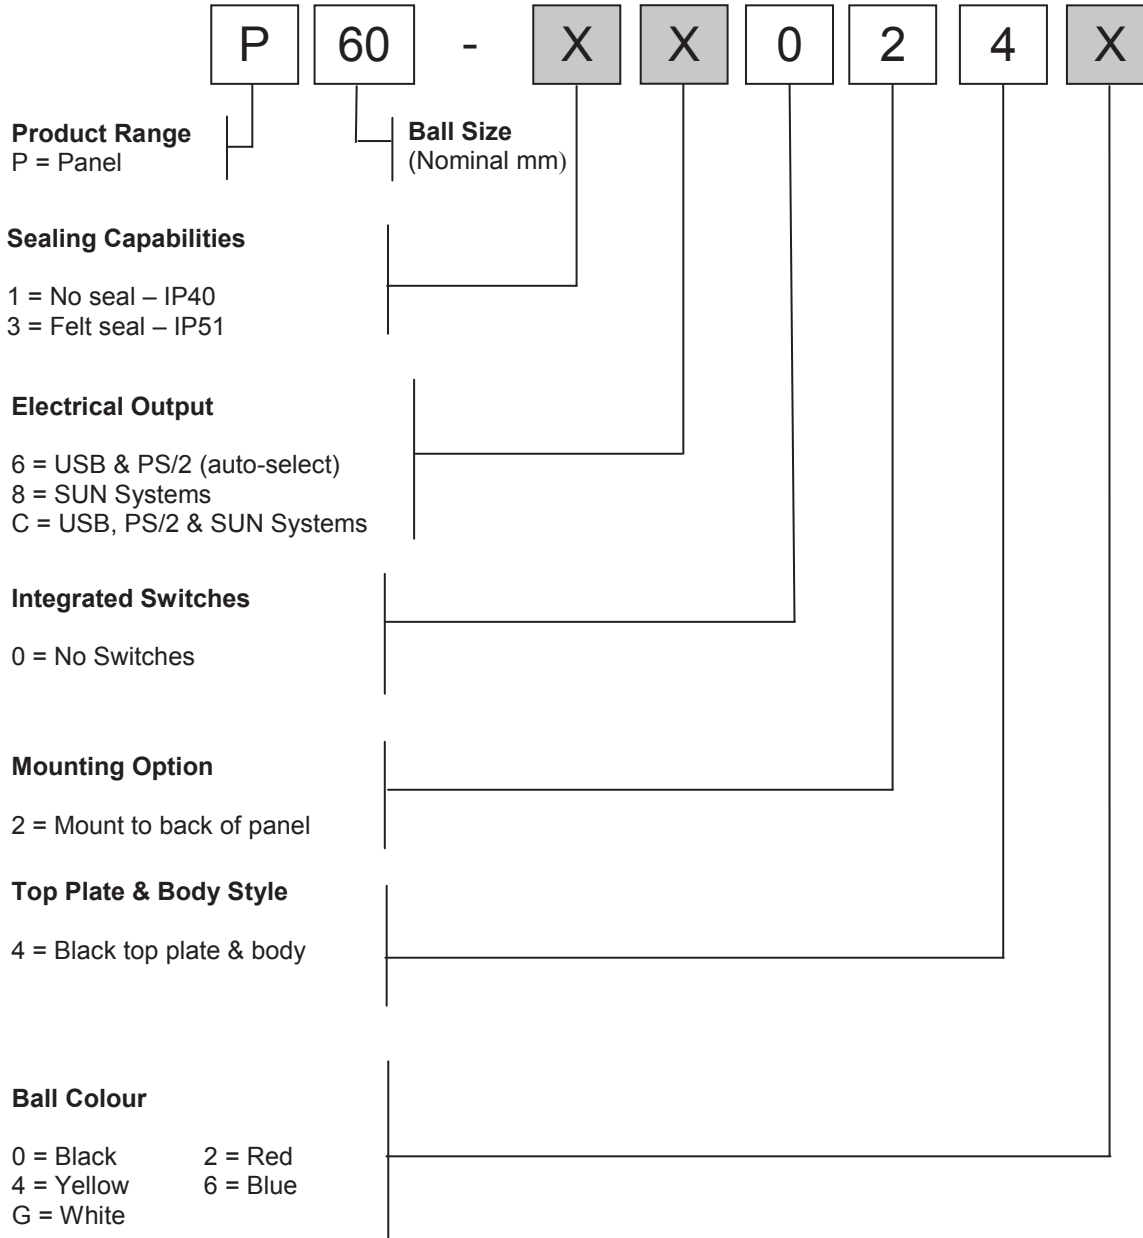 P 60 - X X 0 2 4 X
Product Range
P = Panel
Ball Size
(Nominal mm)
Sealing Capabilities
1 = No seal – IP40
3 = Felt seal – IP51
Electrical Output
6 = USB & PS/2 (auto-select)
8 = SUN Systems
C = USB, PS/2 & SUN Systems
Integrated Switches
0 = No Switches
Mounting Option
2 = Mount to back of panel
Top Plate & Body Style
4 = Black top plate & body
Ball Colour
0 = Black 2 = Red
4 = Yellow 6 = Blue
G = White